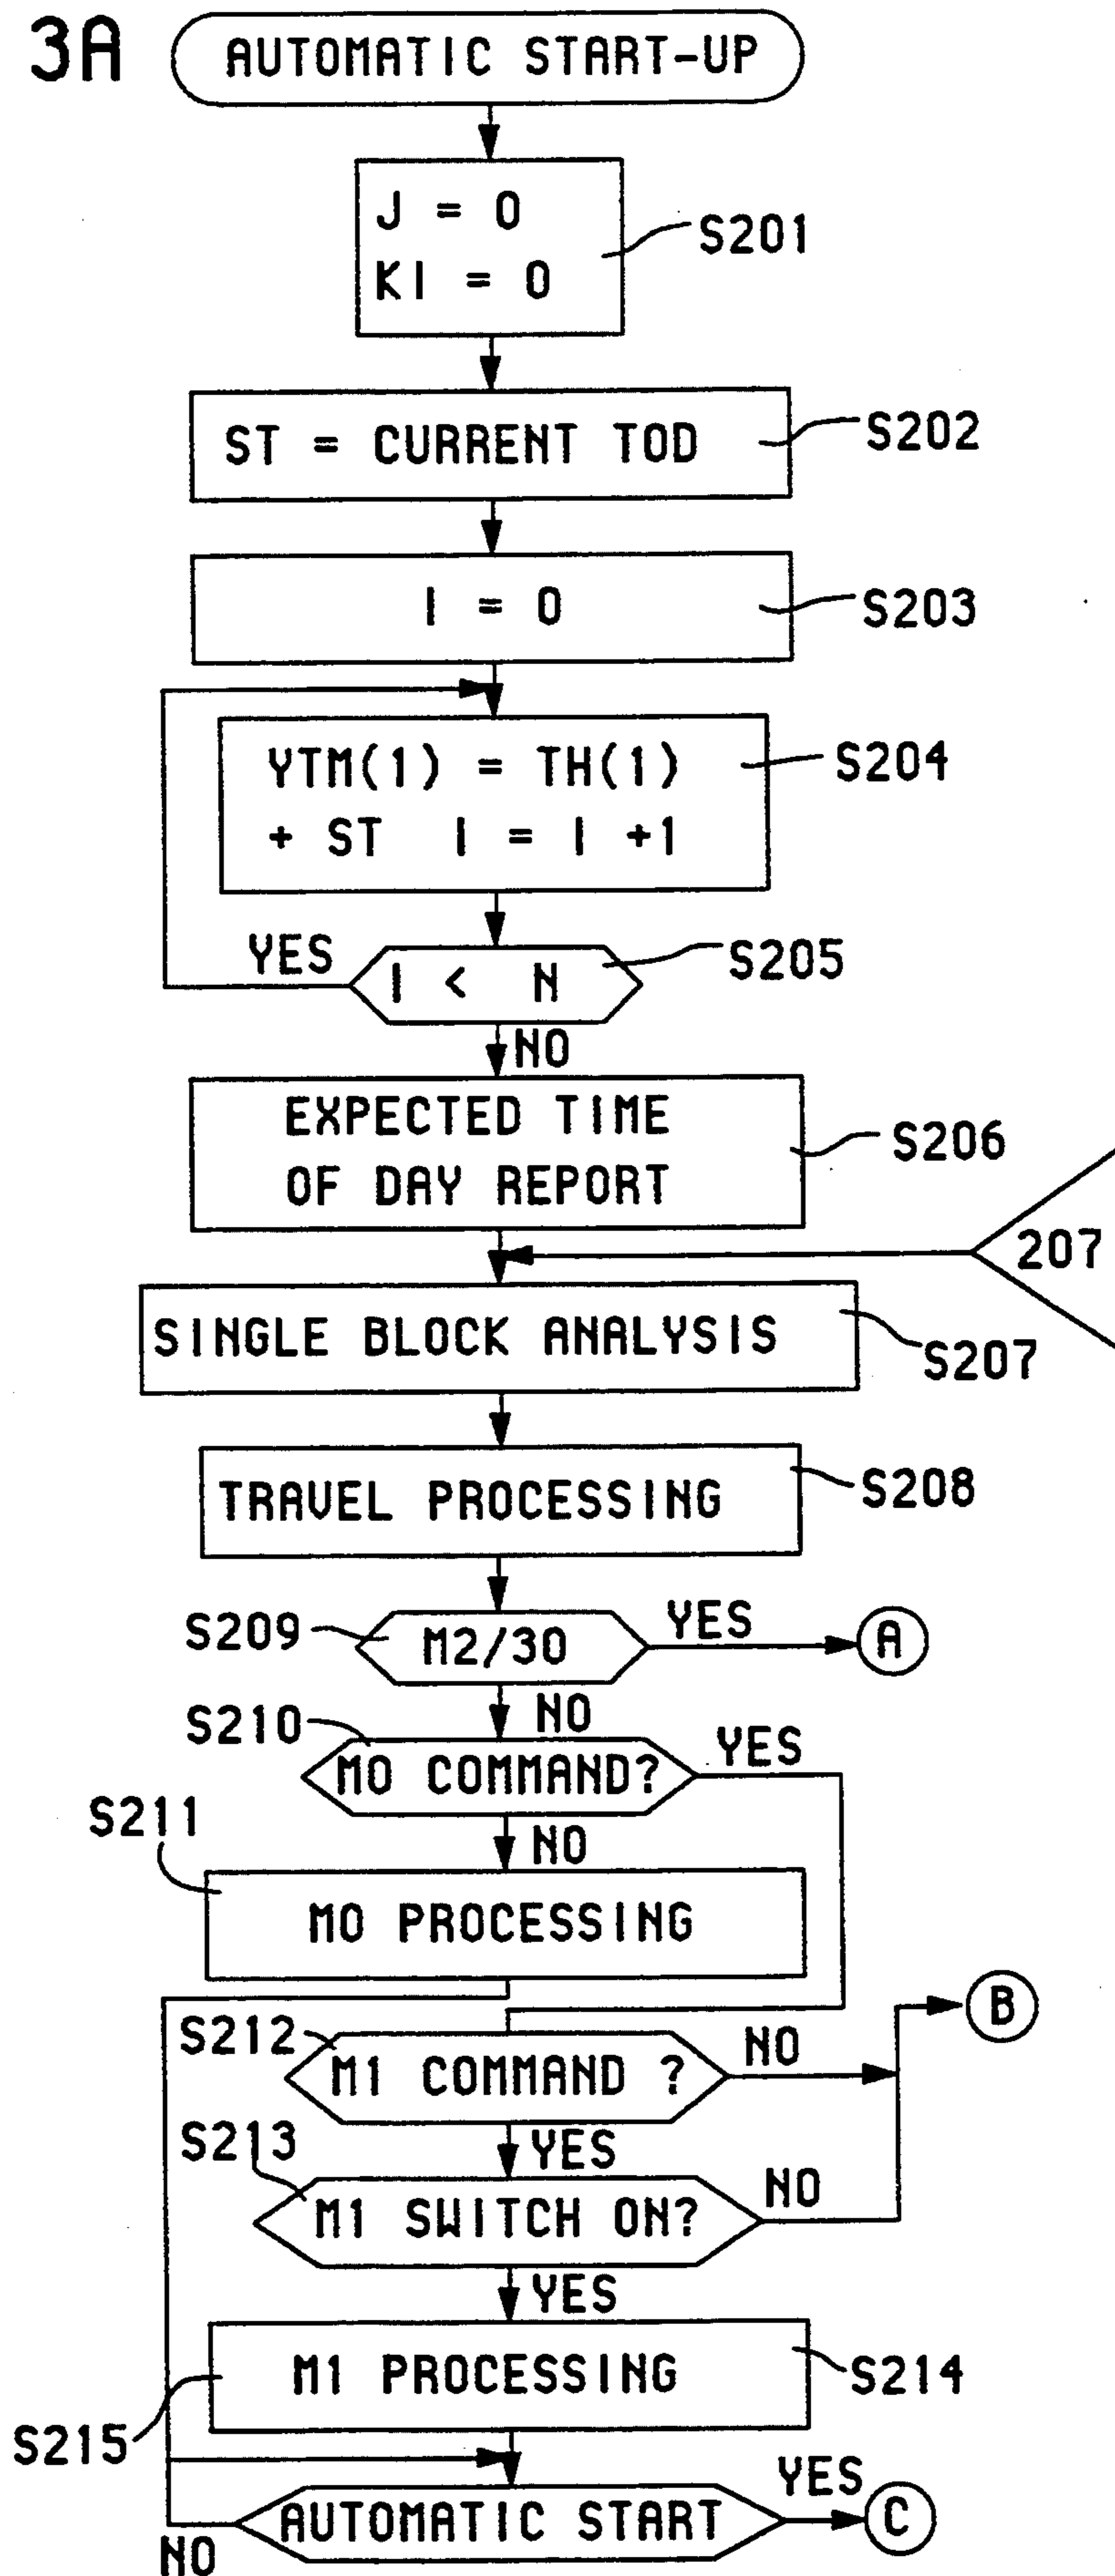 3A
AUTOMATIC START-UP
J = 0
KI = 0
S201
ST = CURRENT TOD
S202
I = 0
S203
YTM(1) = TH(1)
+ ST I = I +1
S204
YES
I < N
S205
NO
EXPECTED TIME
OF DAY REPORT
S206
207
SINGLE BLOCK ANALYSIS
S207
TRAVEL PROCESSING
S208
S209
M2/30
YES
A
NO
S210
M0 COMMAND?
YES
S211
NO
M0 PROCESSING
B
S212
M1 COMMAND ?
NO
S213
YES
M1 SWITCH ON?
NO
YES
M1 PROCESSING
S214
S215
AUTOMATIC START
YES
C
NO